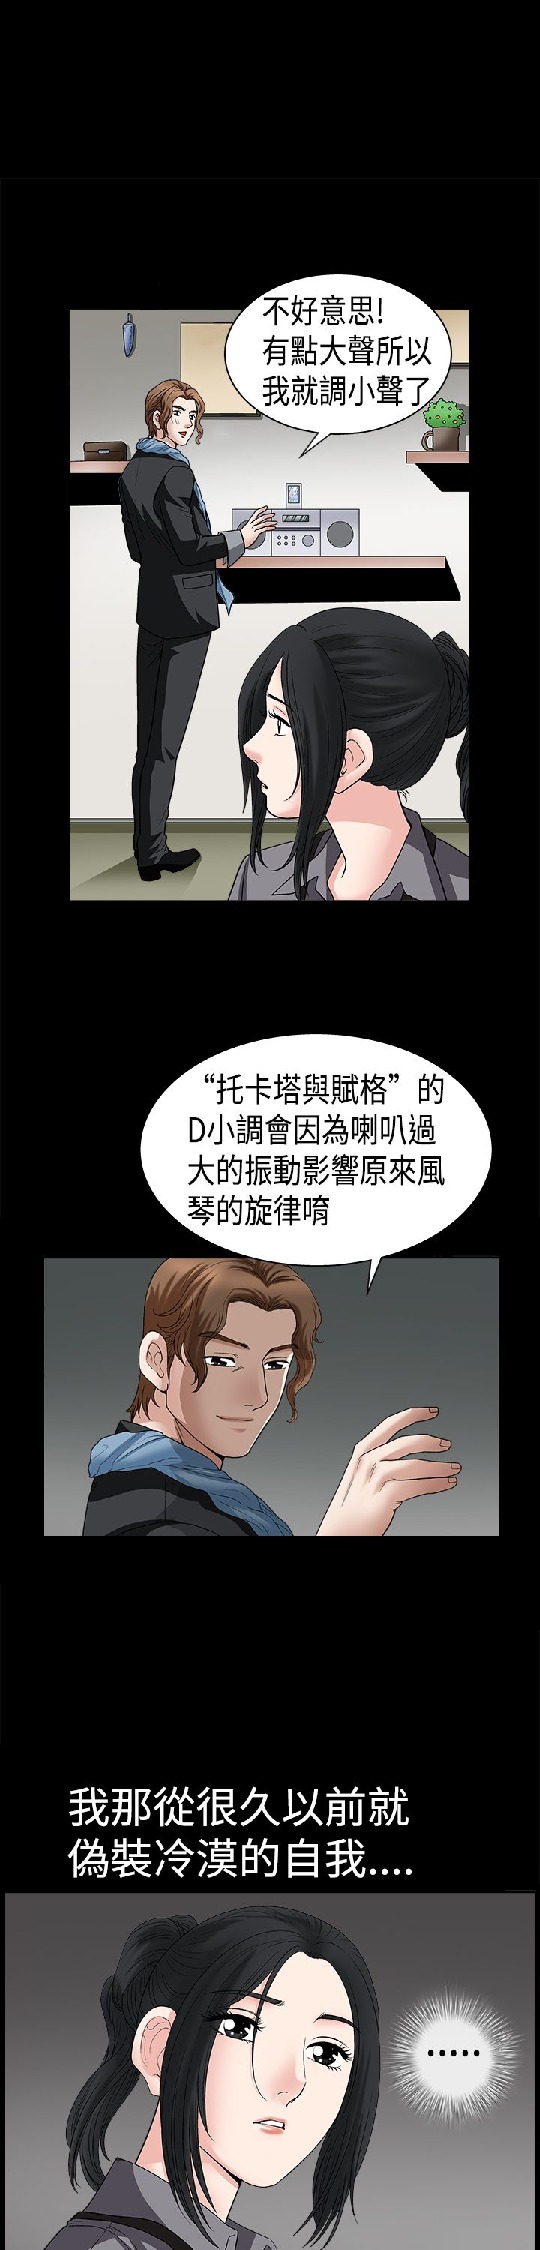 不好意思!
有點大聲所以
我就調小聲了
“托卡塔與賦格”的
D小調會因為喇叭過
大的振動影響原來風
琴的旋律唷
我那從很久以前就
偽裝冷漠的自我....
.....